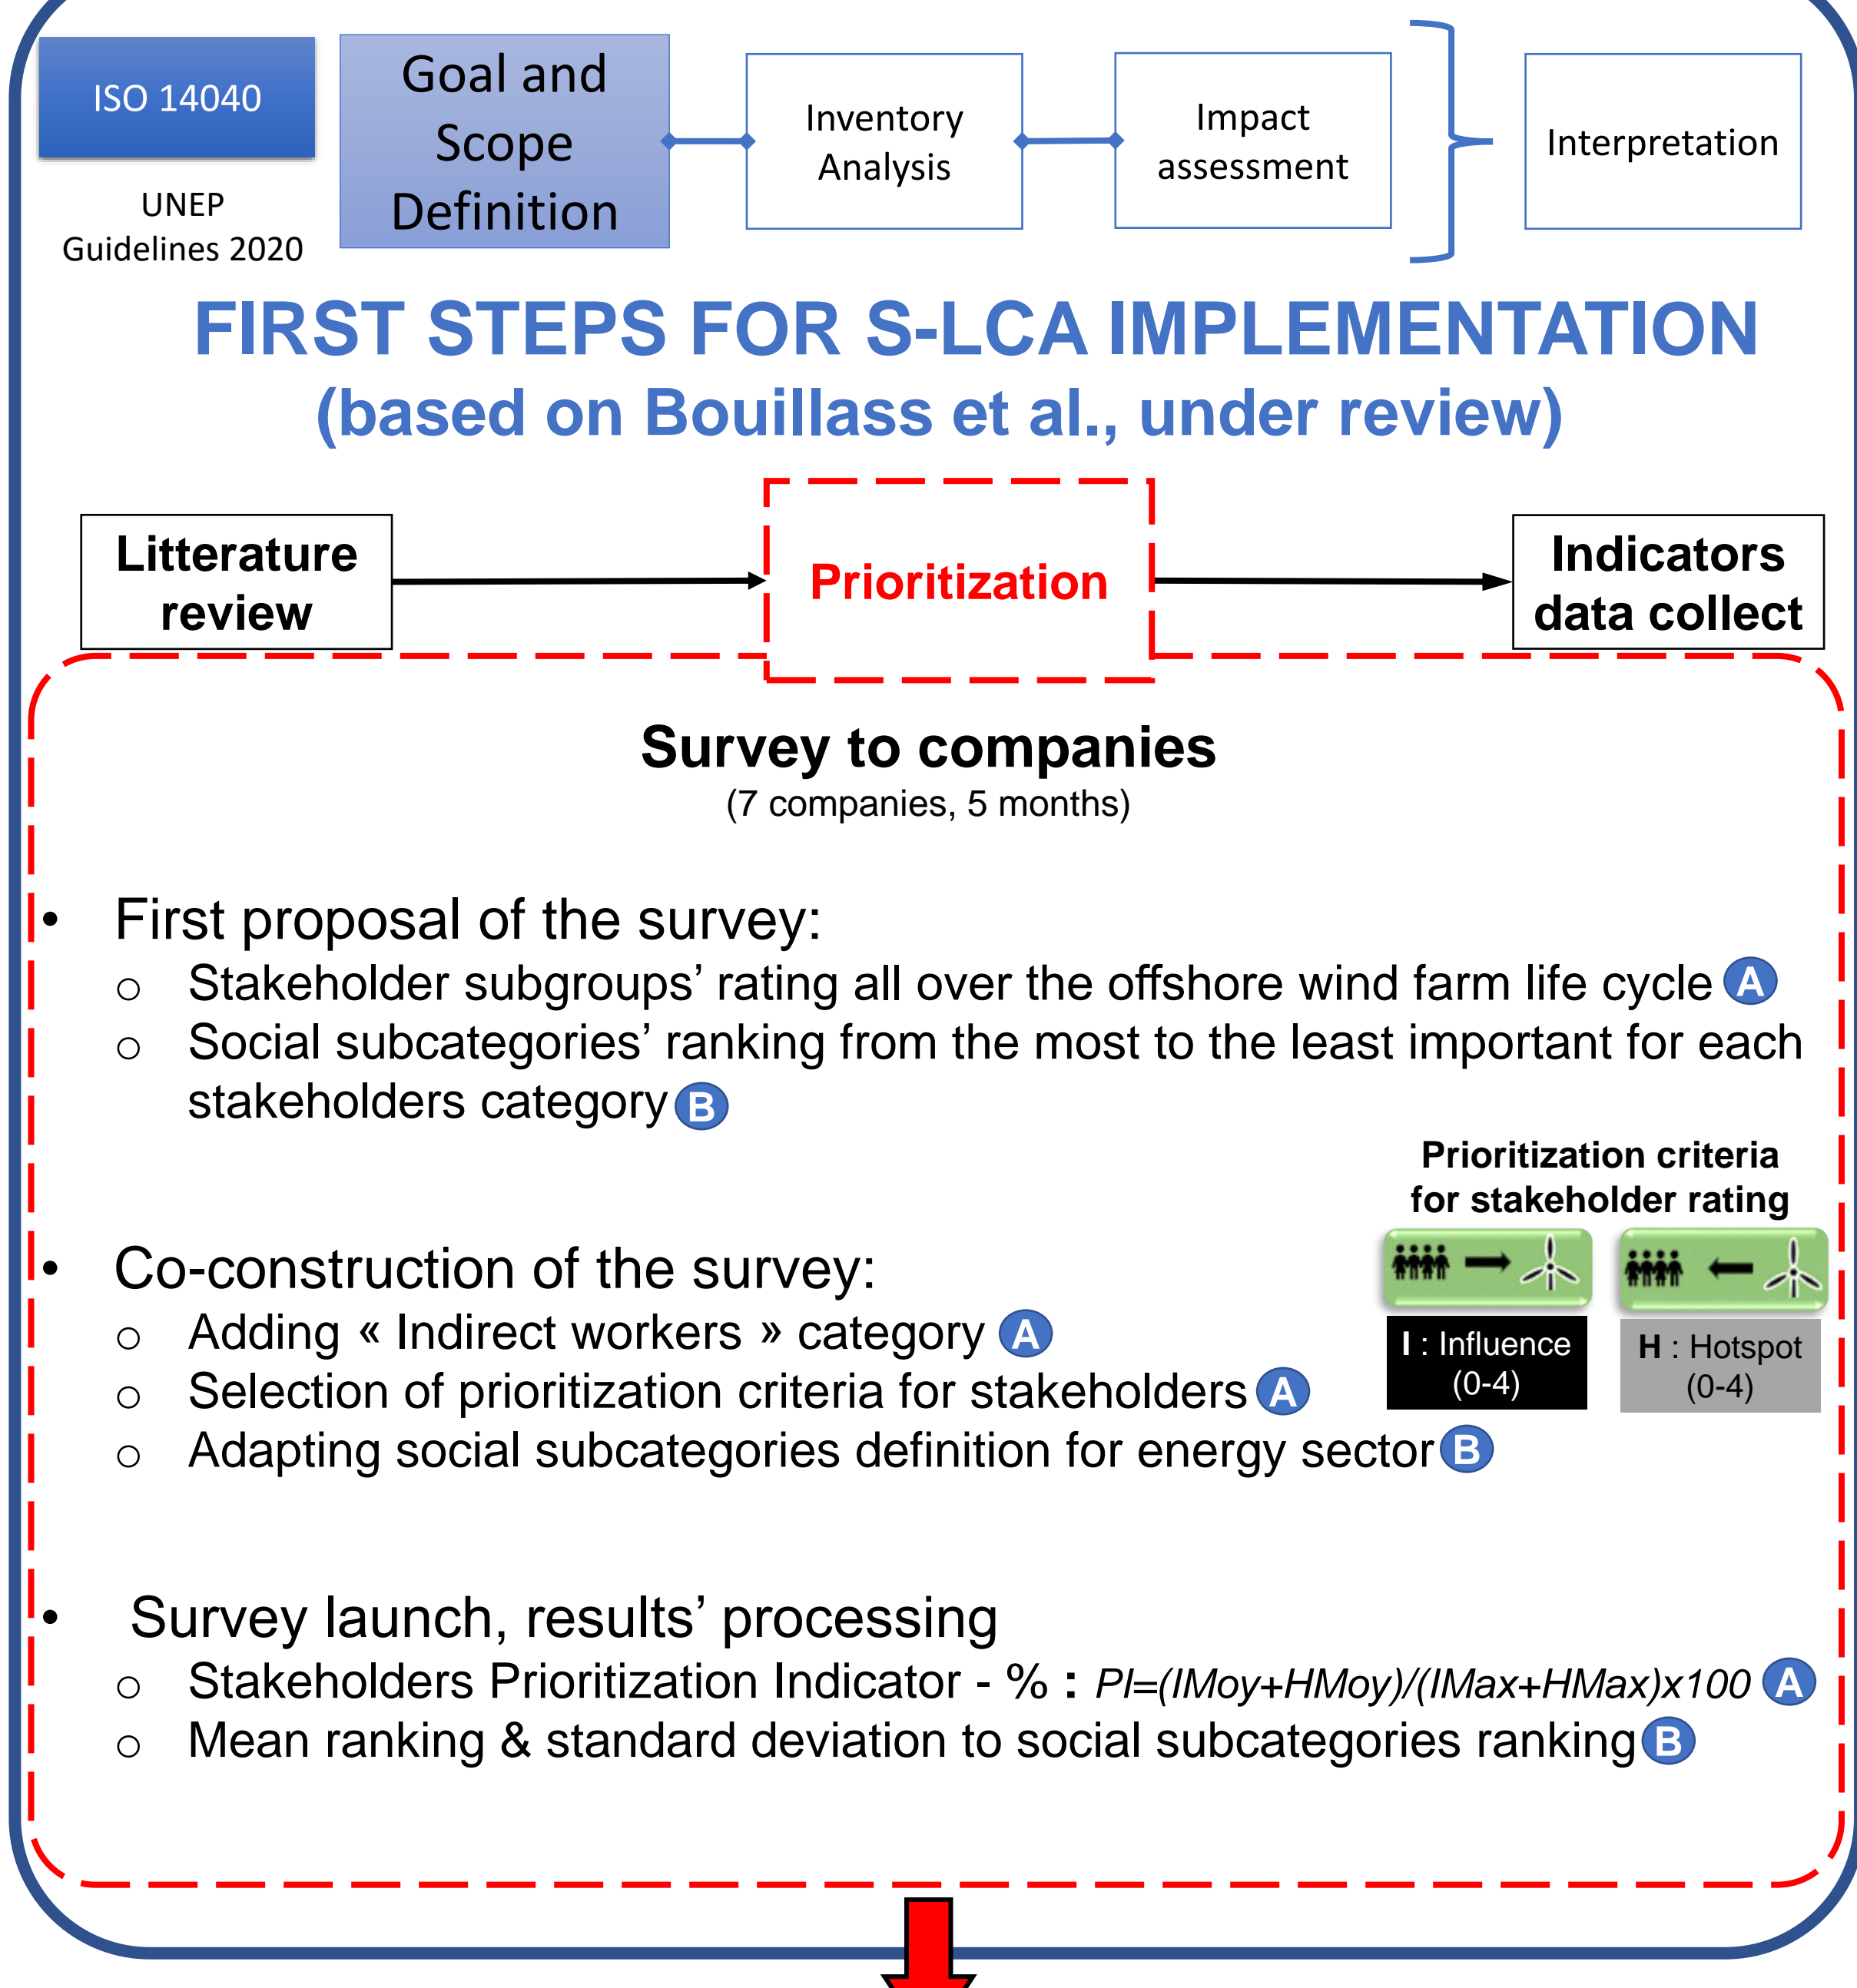 ISO 14040
UNEP
Guidelines 2020
Goal and
Scope
Definition
Inventory
Analysis
Impact
assessment
Interpretation
FIRST STEPS FOR S-LCA IMPLEMENTATION
(based on Bouillass et al., under review)
Litterature
review
Prioritization
Indicators
data collect
Survey to companies
(7 companies, 5 months)
• First proposal of the survey:
o Stakeholder subgroups’ rating all over the offshore wind farm life cycle A
o Social subcategories’ ranking from the most to the least important for each
stakeholders category B
Prioritization criteria
for stakeholder rating
I : Influence
(0-4)
H : Hotspot
(0-4)
• Co-construction of the survey:
o Adding « Indirect workers » category A
o Selection of prioritization criteria for stakeholders A
o Adapting social subcategories definition for energy sector B
• Survey launch, results’ processing
o Stakeholders Prioritization Indicator - % : PI=(IMoy+HMoy)/(IMax+HMax)x100 A
o Mean ranking & standard deviation to social subcategories ranking B